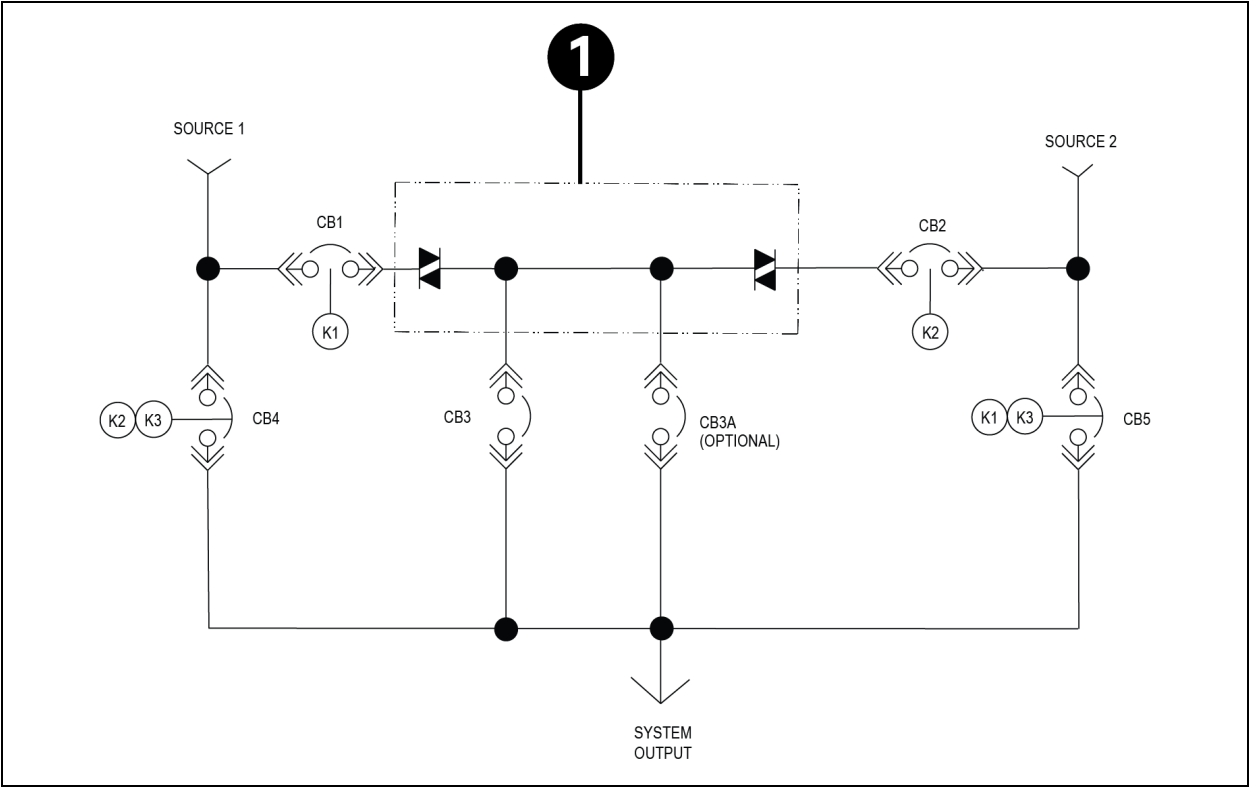 1
SOURCE 1
SOURCE 2
CB1
CB2
K1
K2
K2 K3
CB4
CB3
CB3A
(OPTIONAL)
K1 K3
CB5
SYSTEM
OUTPUT